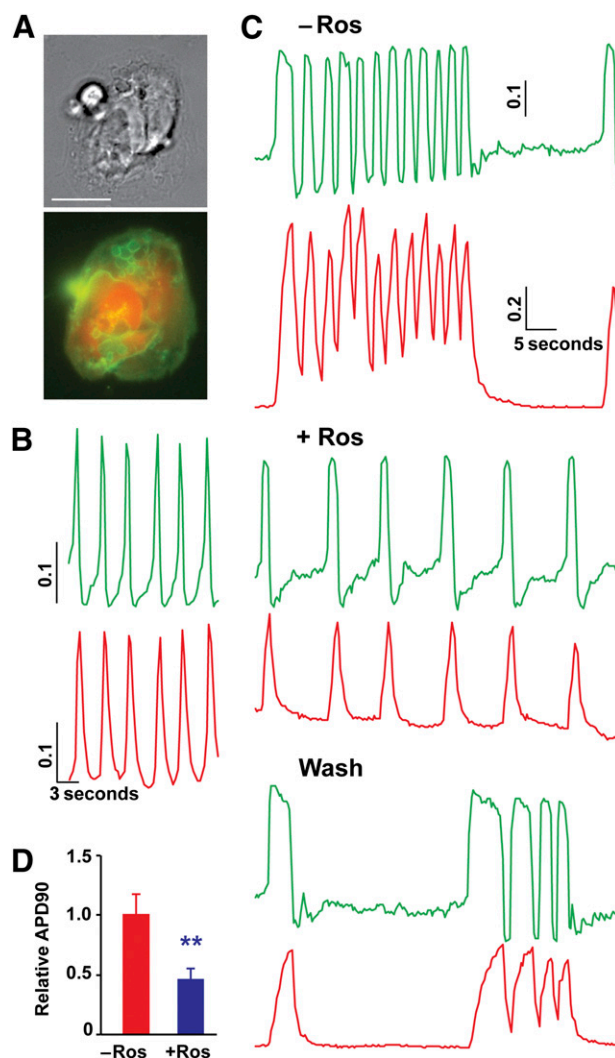 A
C
– Ros
0.1
0.2
5 seconds
B
+ Ros
0.1
0.1
3 seconds
Wash
D
Relative APD90
1.5
1.0
0.5
0
**
–Ros
+Ros